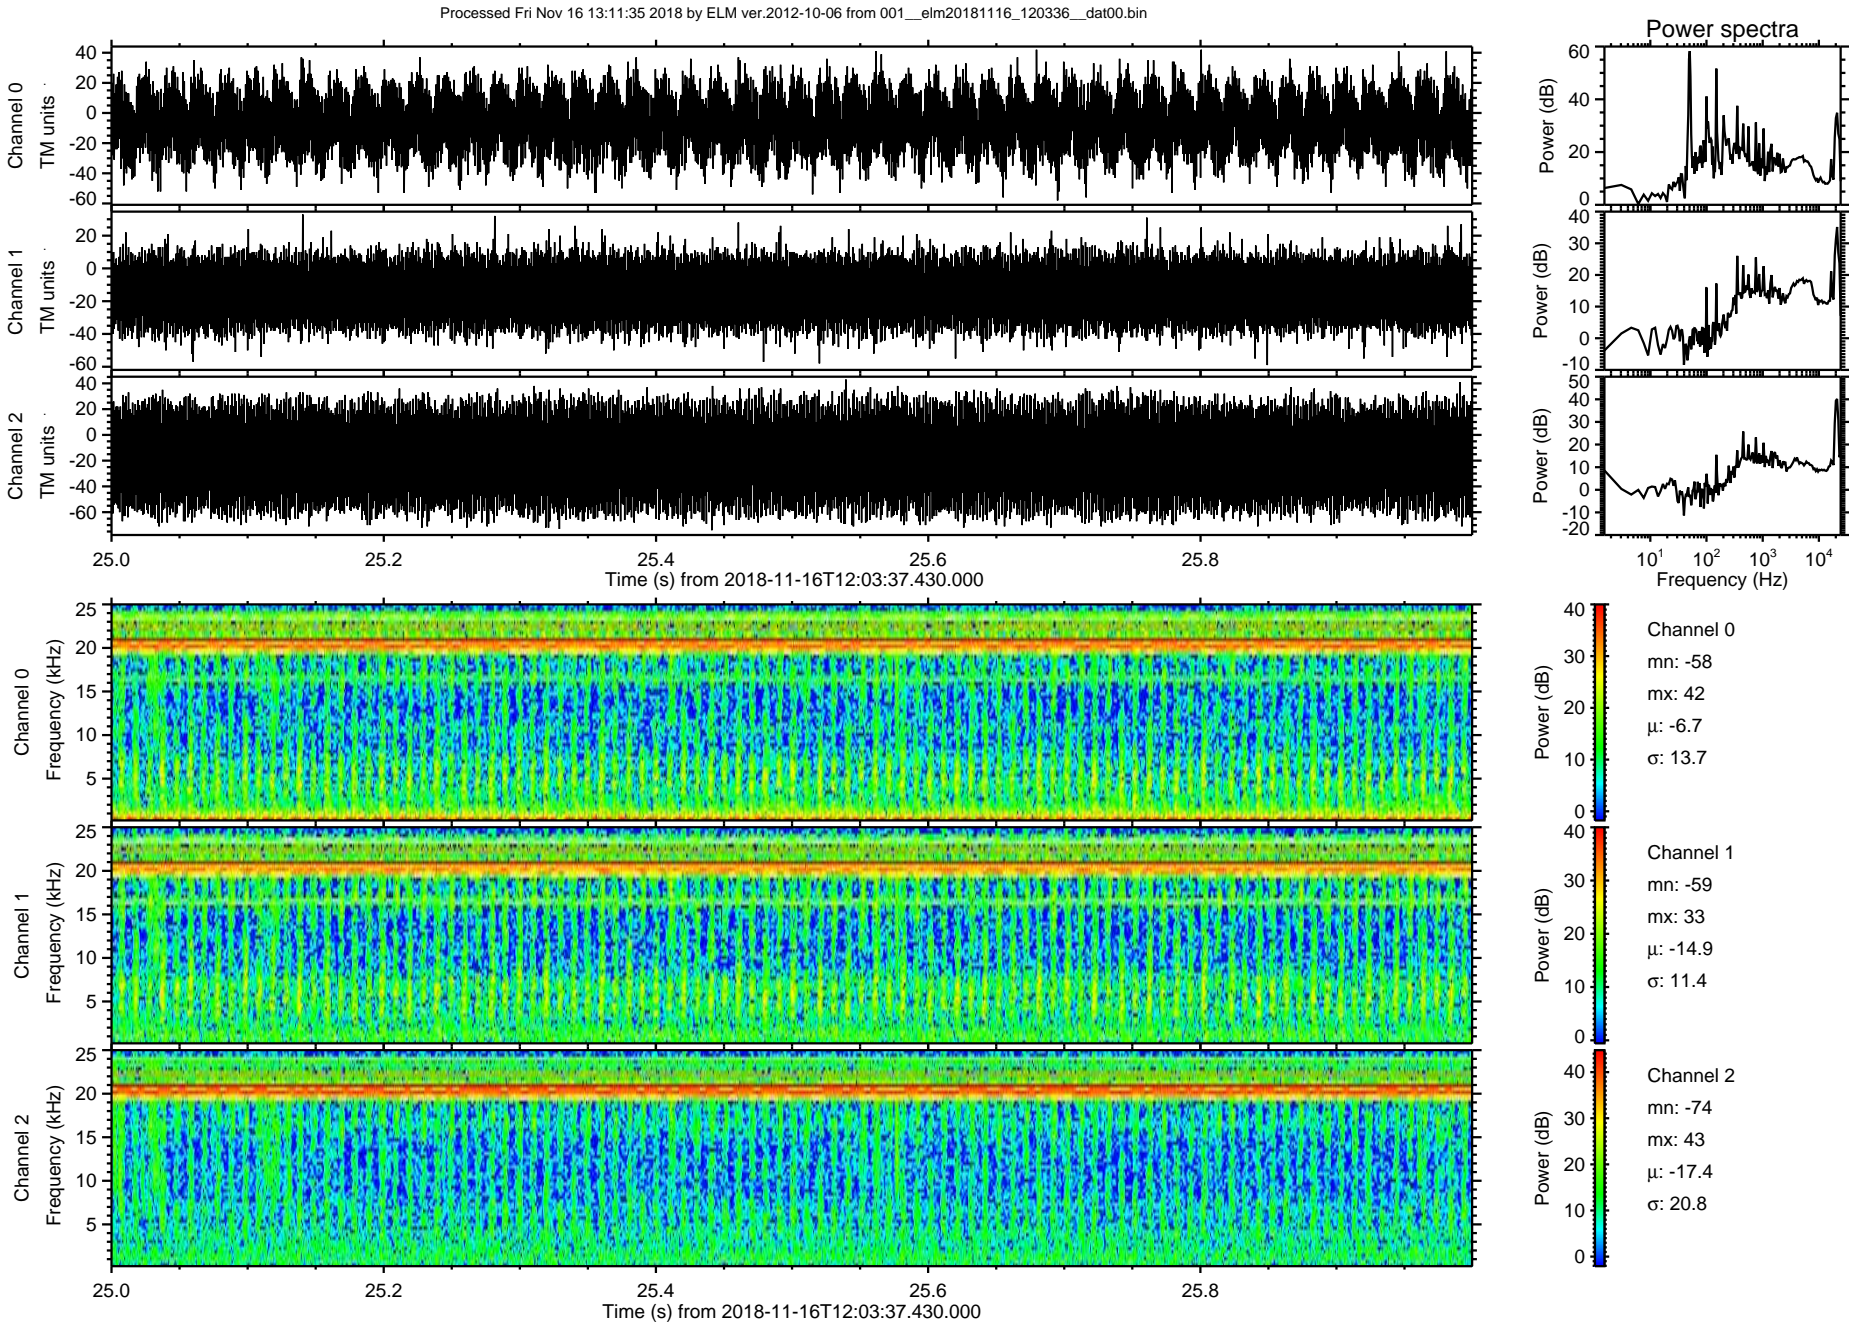 Processed Fri Nov 16 13:11:35 2018 by ELM ver.2012-10-06 from 001__elm20181116_120336__dat00.bin
Power spectra
Channel 0
TM units
40
20
0
-20
-40
-60
Power (dB)
60
40
20
0
Channel 1
TM units
20
0
-20
-40
-60
Power (dB)
40
30
20
10
0
-10
Channel 2
TM units
40
20
0
-20
-40
-60
Power (dB)
50
40
30
20
10
0
-10
-20
25.0 25.2 25.4 25.6 25.8
Time (s) from 2018-11-16T12:03:37.430.000
10¹ 10² 10³ 10⁴
Frequency (Hz)
Channel 0
Frequency (kHz)
25
20
15
10
5
Power (dB)
40
30
20
10
0
Channel 0
mn: -58
mx: 42
μ: -6.7
σ: 13.7
Channel 1
Frequency (kHz)
25
20
15
10
5
Power (dB)
40
30
20
10
0
Channel 1
mn: -59
mx: 33
μ: -14.9
σ: 11.4
Channel 2
Frequency (kHz)
25
20
15
10
5
Power (dB)
40
30
20
10
0
Channel 2
mn: -74
mx: 43
μ: -17.4
σ: 20.8
25.0 25.2 25.4 25.6 25.8
Time (s) from 2018-11-16T12:03:37.430.000